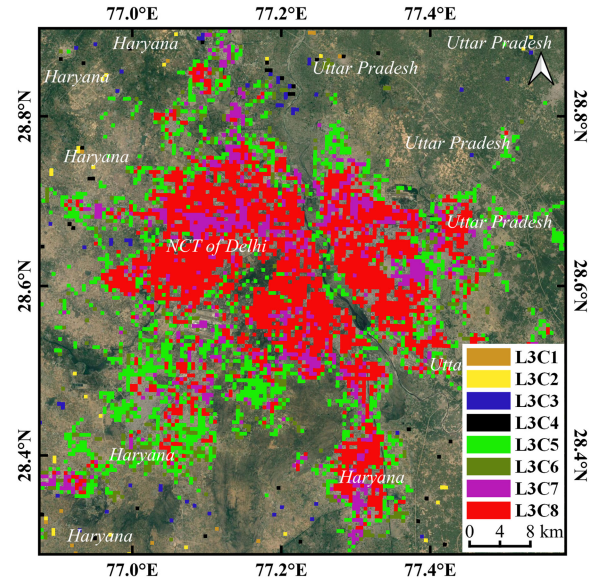 77.0°E 77.2°E 77.4°E
Haryana
Uttar Pradesh
Haryana
Uttar Pradesh
28.8°N 28.8°N
Uttar Pradesh
Haryana
Uttar Pradesh
NCT of Delhi
28.6°N 28.6°N
Utta
L3C1
L3C2
L3C3
L3C4
L3C5
L3C6
L3C7
L3C8
28.4°N 28.4°N
Haryana
Haryana
Haryana
0 4 8 km
77.0°E 77.2°E 77.4°E